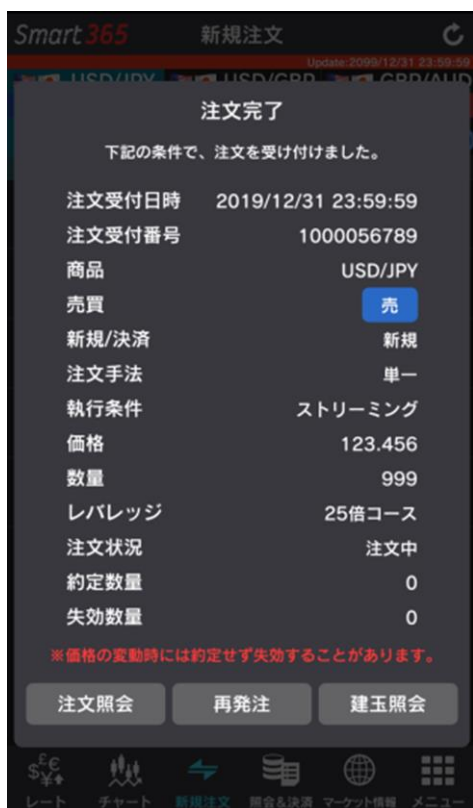 Smart 365 新規注文
Update:2099/12/31 23:59:59
USD/JPY USD/GBP GBP/AUD
注文完了
下記の条件で、注文を受け付けました。
注文受付日時 2019/12/31 23:59:59
注文受付番号 1000056789
商品 USD/JPY
売買 売
新規/決済 新規
注文手法 単一
執行条件 ストリーミング
価格 123.456
数量 999
レバレッジ 25倍コース
注文状況 注文中
約定数量 0
失効数量 0
※価格の変動時には約定せず失効することがあります。
注文照会 再発注 建玉照会
レート チャート 新規注文 照会&決済 マーケット情報 メニュー